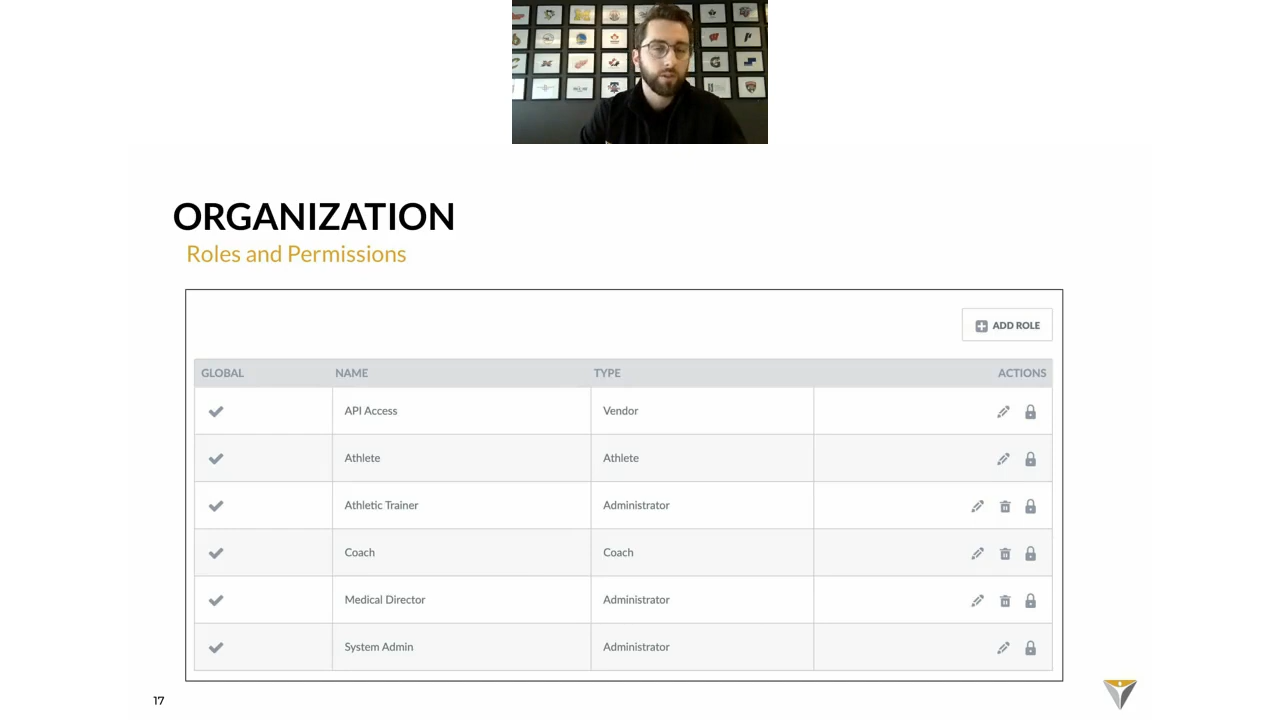 ORGANIZATION
Roles and Permissions
ADD ROLE
GLOBAL NAME TYPE ACTIONS
API Access Vendor
Athlete Athlete
Athletic Trainer Administrator
Coach Coach
Medical Director Administrator
System Admin Administrator
17